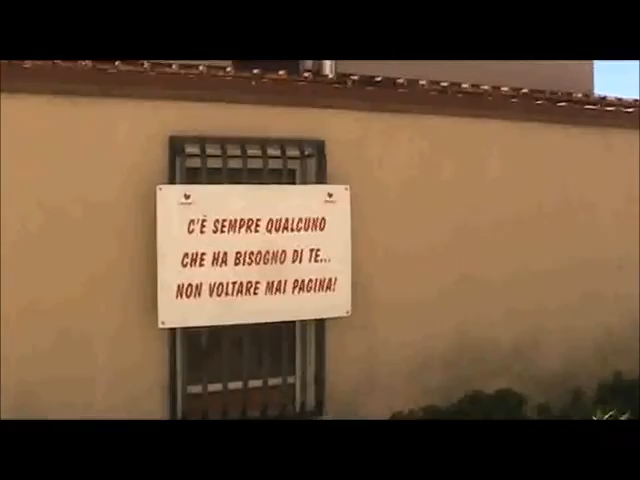 C'È SEMPRE QUALCUNO
CHE HA BISOGNO DI TE...
NON VOLTARE MAI PAGINA!